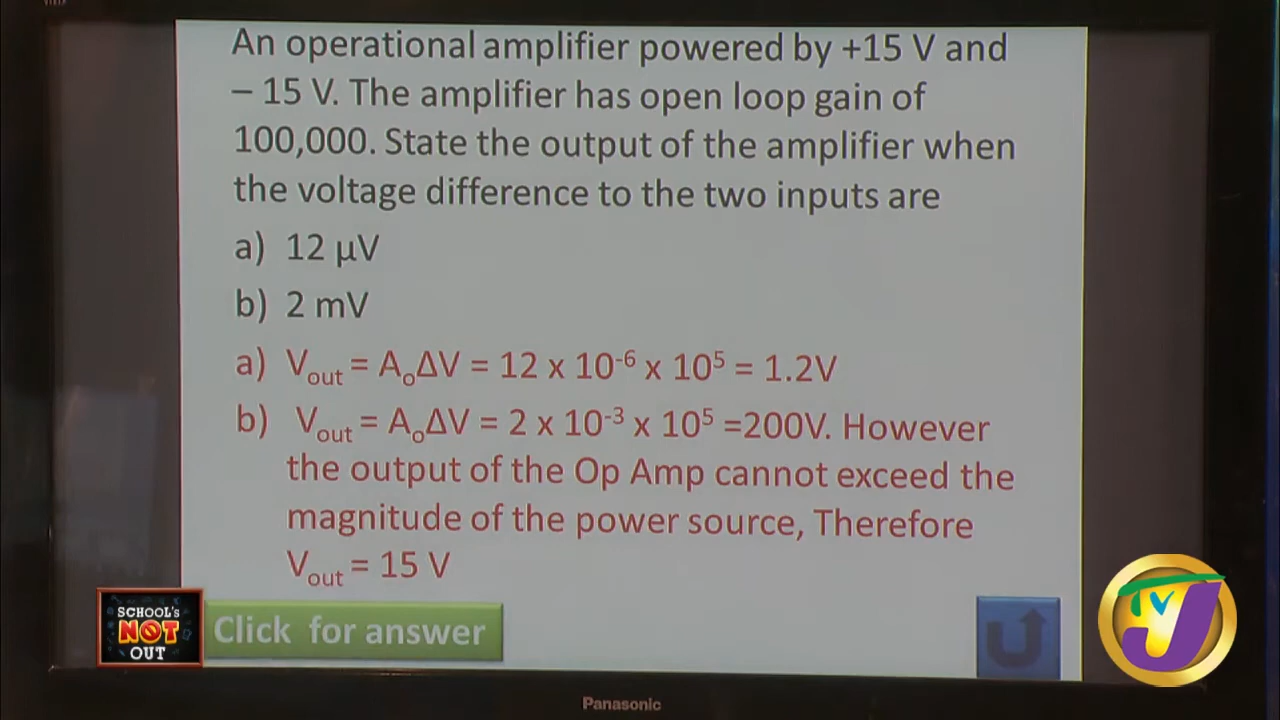 An operational amplifier powered by +15 V and
– 15 V. The amplifier has open loop gain of
100,000. State the output of the amplifier when
the voltage difference to the two inputs are
a) 12 µV
b) 2 mV
a) Vout = AoΔV = 12 x 10-6 x 105 = 1.2V
b) Vout = AoΔV = 2 x 10-3 x 105 =200V. However
the output of the Op Amp cannot exceed the
magnitude of the power source, Therefore
Vout = 15 V
SCHOOL's
NOT
OUT
Click for answer
TVJ
Panasonic